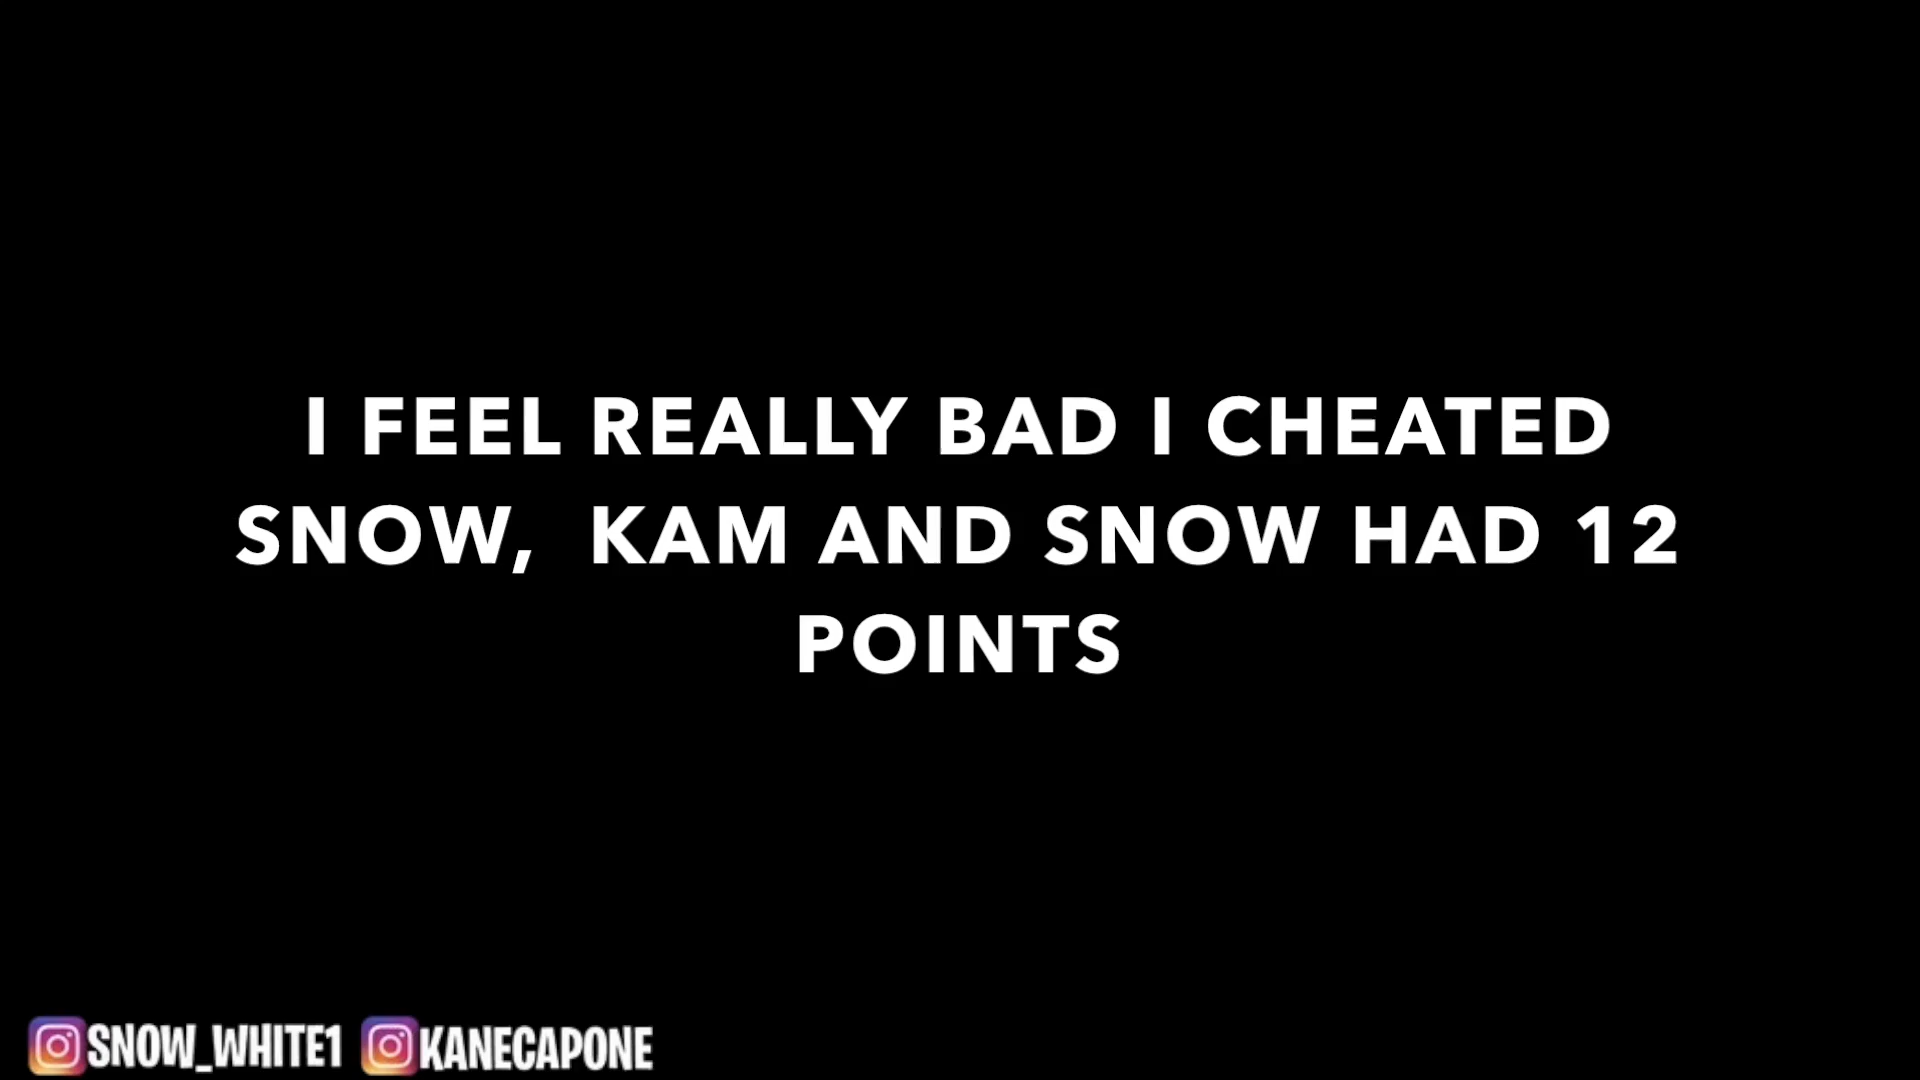 I FEEL REALLY BAD I CHEATED
SNOW,  KAM AND SNOW HAD 12
POINTS
SNOW_WHITE1 KANECAPONE